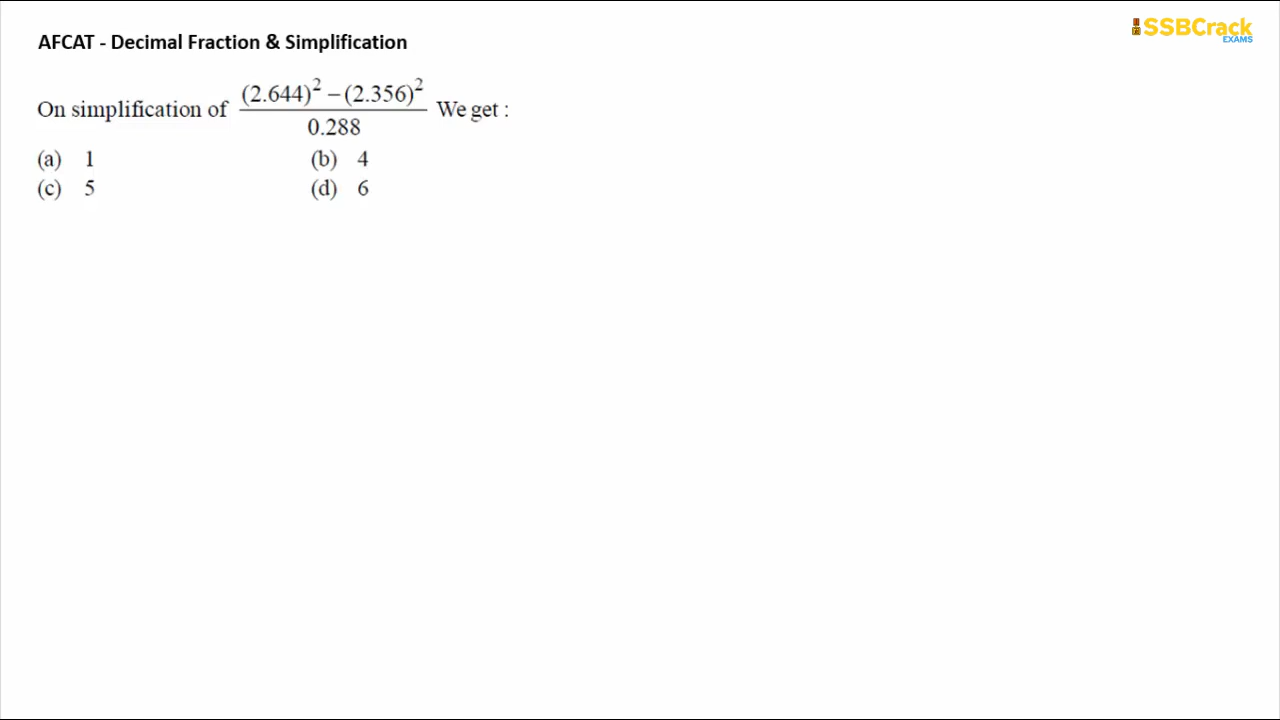 SSBCrack
EXAMS
AFCAT - Decimal Fraction & Simplification
On simplification of (2.644)² – (2.356)² / 0.288 We get :
(a) 1 (b) 4
(c) 5 (d) 6